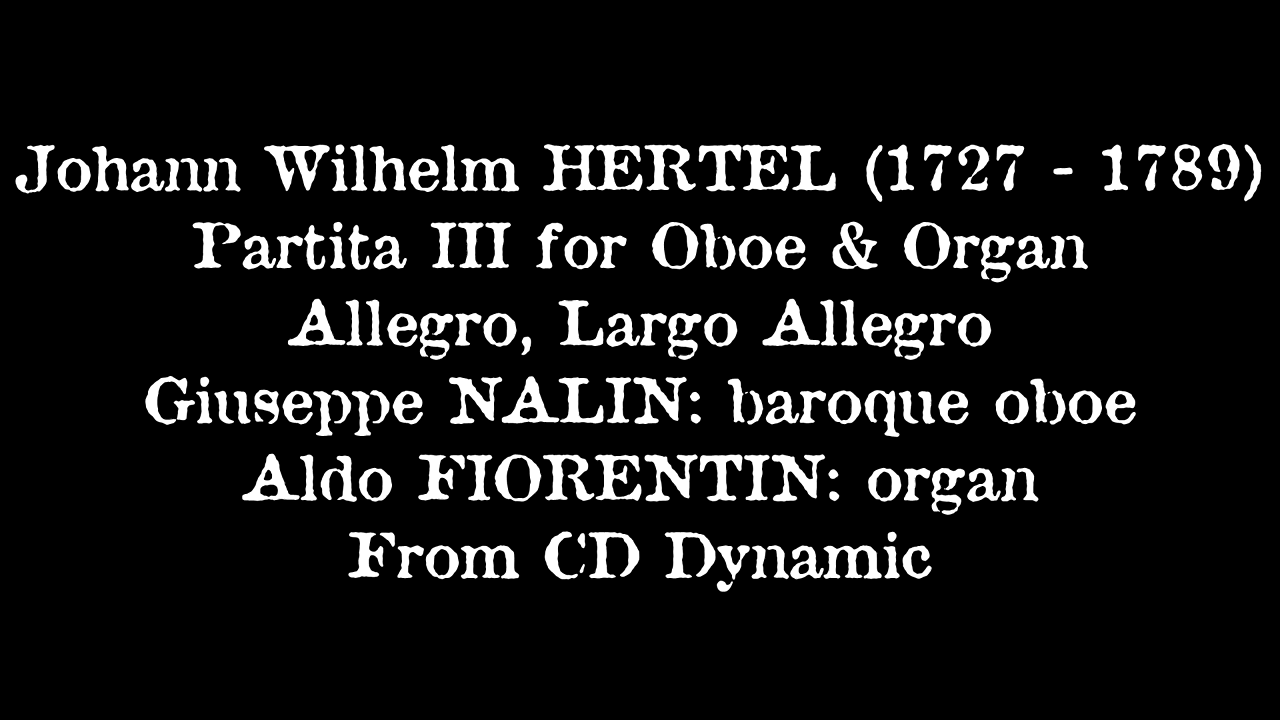 Johann Wilhelm HERTEL (1727 - 1789)
Partita III for Oboe & Organ
Allegro, Largo Allegro
Giuseppe NALIN: baroque oboe
Aldo FIORENTIN: organ
From CD Dynamic